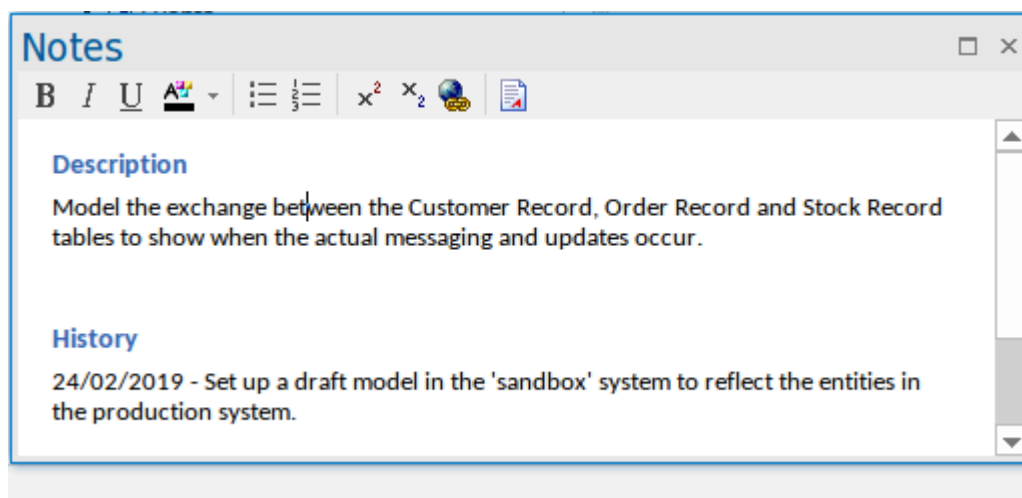 Notes
B I U A x² x₂
Description
Model the exchange between the Customer Record, Order Record and Stock Record
tables to show when the actual messaging and updates occur.
History
24/02/2019 - Set up a draft model in the 'sandbox' system to reflect the entities in
the production system.